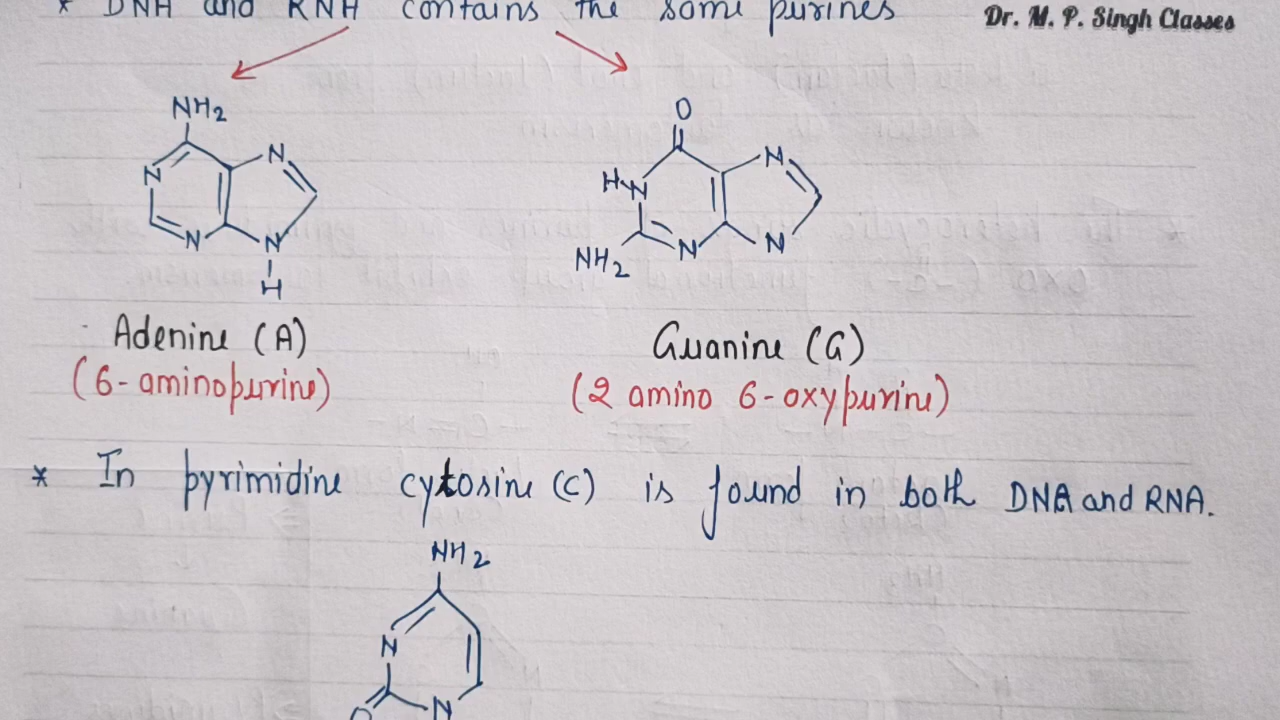 * DNA and RNA contains the same purines
Dr. M. P. Singh Classes
NH2
N
N
N
N
H
O
N
H-N
NH2
N
N
Adenine (A)
(6-aminopurine)
Guanine (G)
(2 amino 6-oxypurine)
* In pyrimidine cytosine (C) is found in both DNA and RNA.
NH2
N
O
N